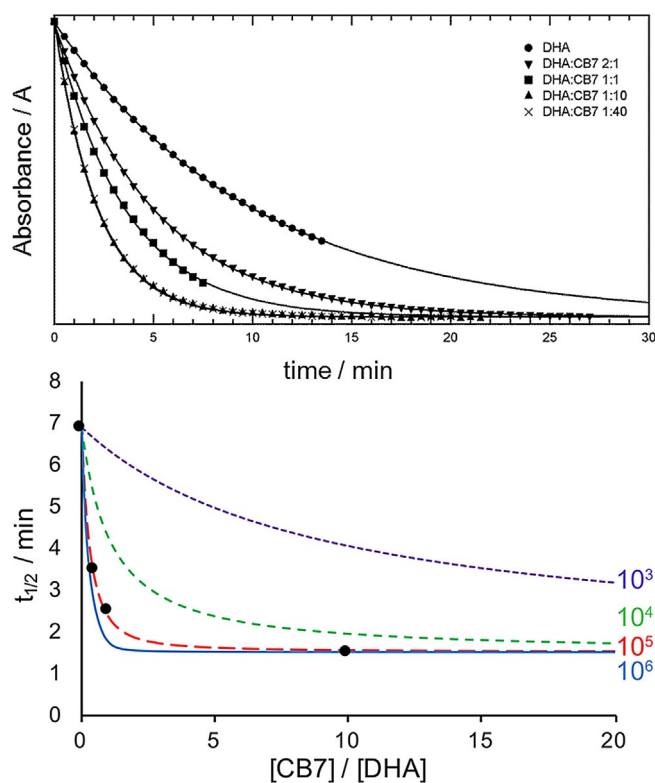 DHA
DHA:CB7 2:1
DHA:CB7 1:1
DHA:CB7 1:10
DHA:CB7 1:40
Absorbance / A
0 5 10 15 20 25 30
time / min
8
7
6
5
4
3
2
1
0
t1/2 / min
10³
10⁴
10⁵
10⁶
0 5 10 15 20
[CB7] / [DHA]